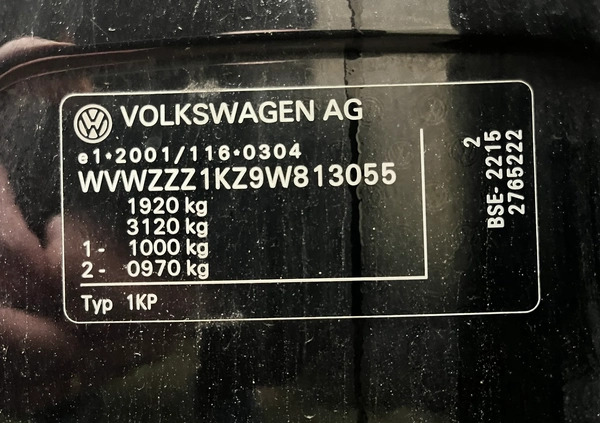 VOLKSWAGEN AG
e1*2001/116*0304
WVWZZZ1KZ9W813055
1920 kg
3120 kg
1- 1000 kg
2- 0970 kg
Typ 1KP
2
BSE- 2215
2765222